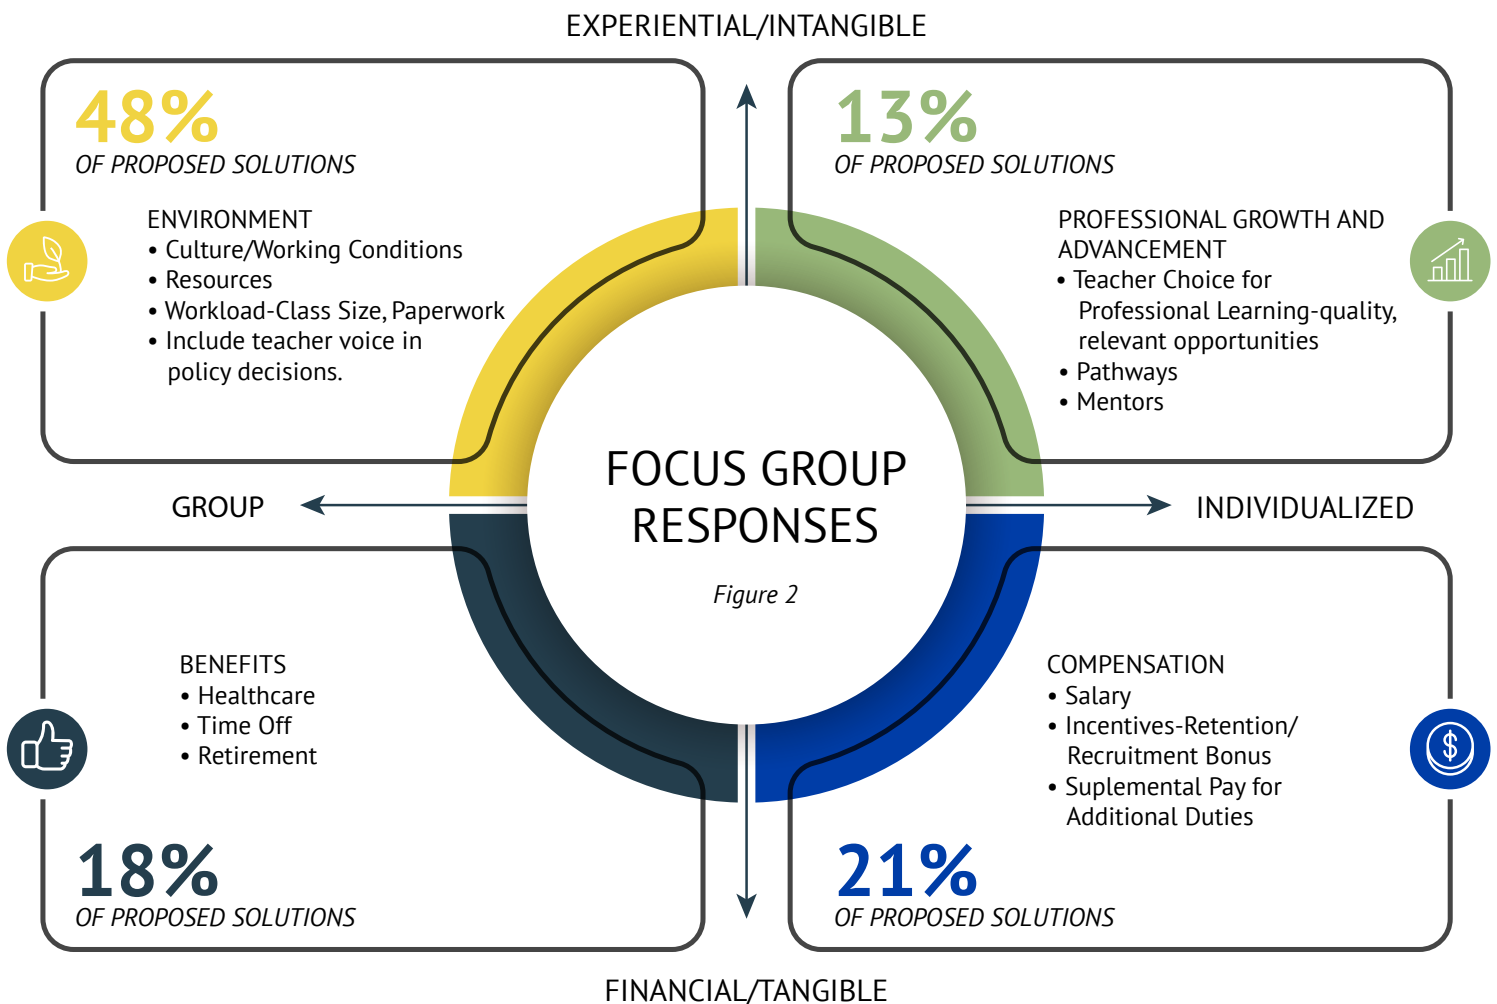 EXPERIENTIAL/INTANGIBLE
48%
OF PROPOSED SOLUTIONS
ENVIRONMENT
• Culture/Working Conditions
• Resources
• Workload-Class Size, Paperwork
• Include teacher voice in
policy decisions.
13%
OF PROPOSED SOLUTIONS
PROFESSIONAL GROWTH AND
ADVANCEMENT
• Teacher Choice for
Professional Learning-quality,
relevant opportunities
• Pathways
• Mentors
GROUP
FOCUS GROUP
RESPONSES
Figure 2
INDIVIDUALIZED
BENEFITS
• Healthcare
• Time Off
• Retirement
18%
OF PROPOSED SOLUTIONS
COMPENSATION
• Salary
• Incentives-Retention/
Recruitment Bonus
• Suplemental Pay for
Additional Duties
$
21%
OF PROPOSED SOLUTIONS
FINANCIAL/TANGIBLE